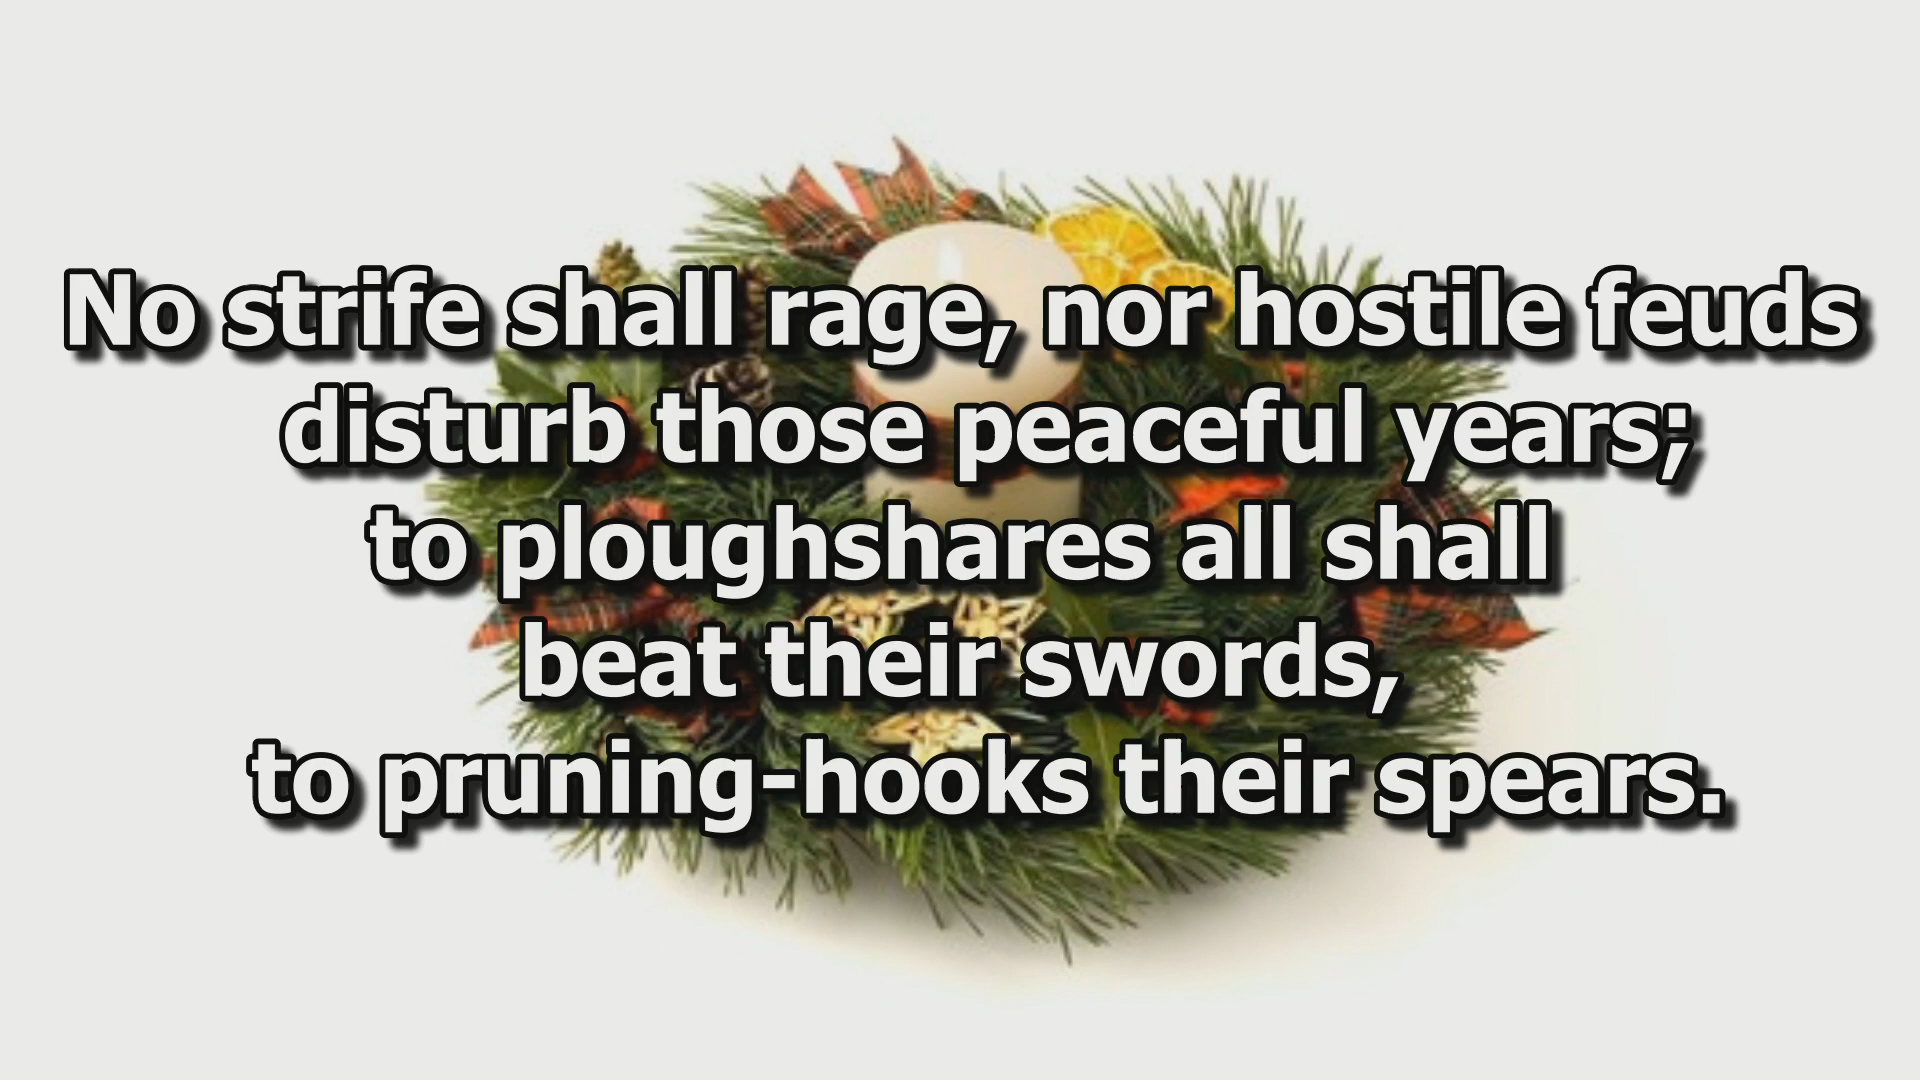 No strife shall rage, nor hostile feuds
disturb those peaceful years;
to ploughshares all shall
beat their swords,
to pruning-hooks their spears.